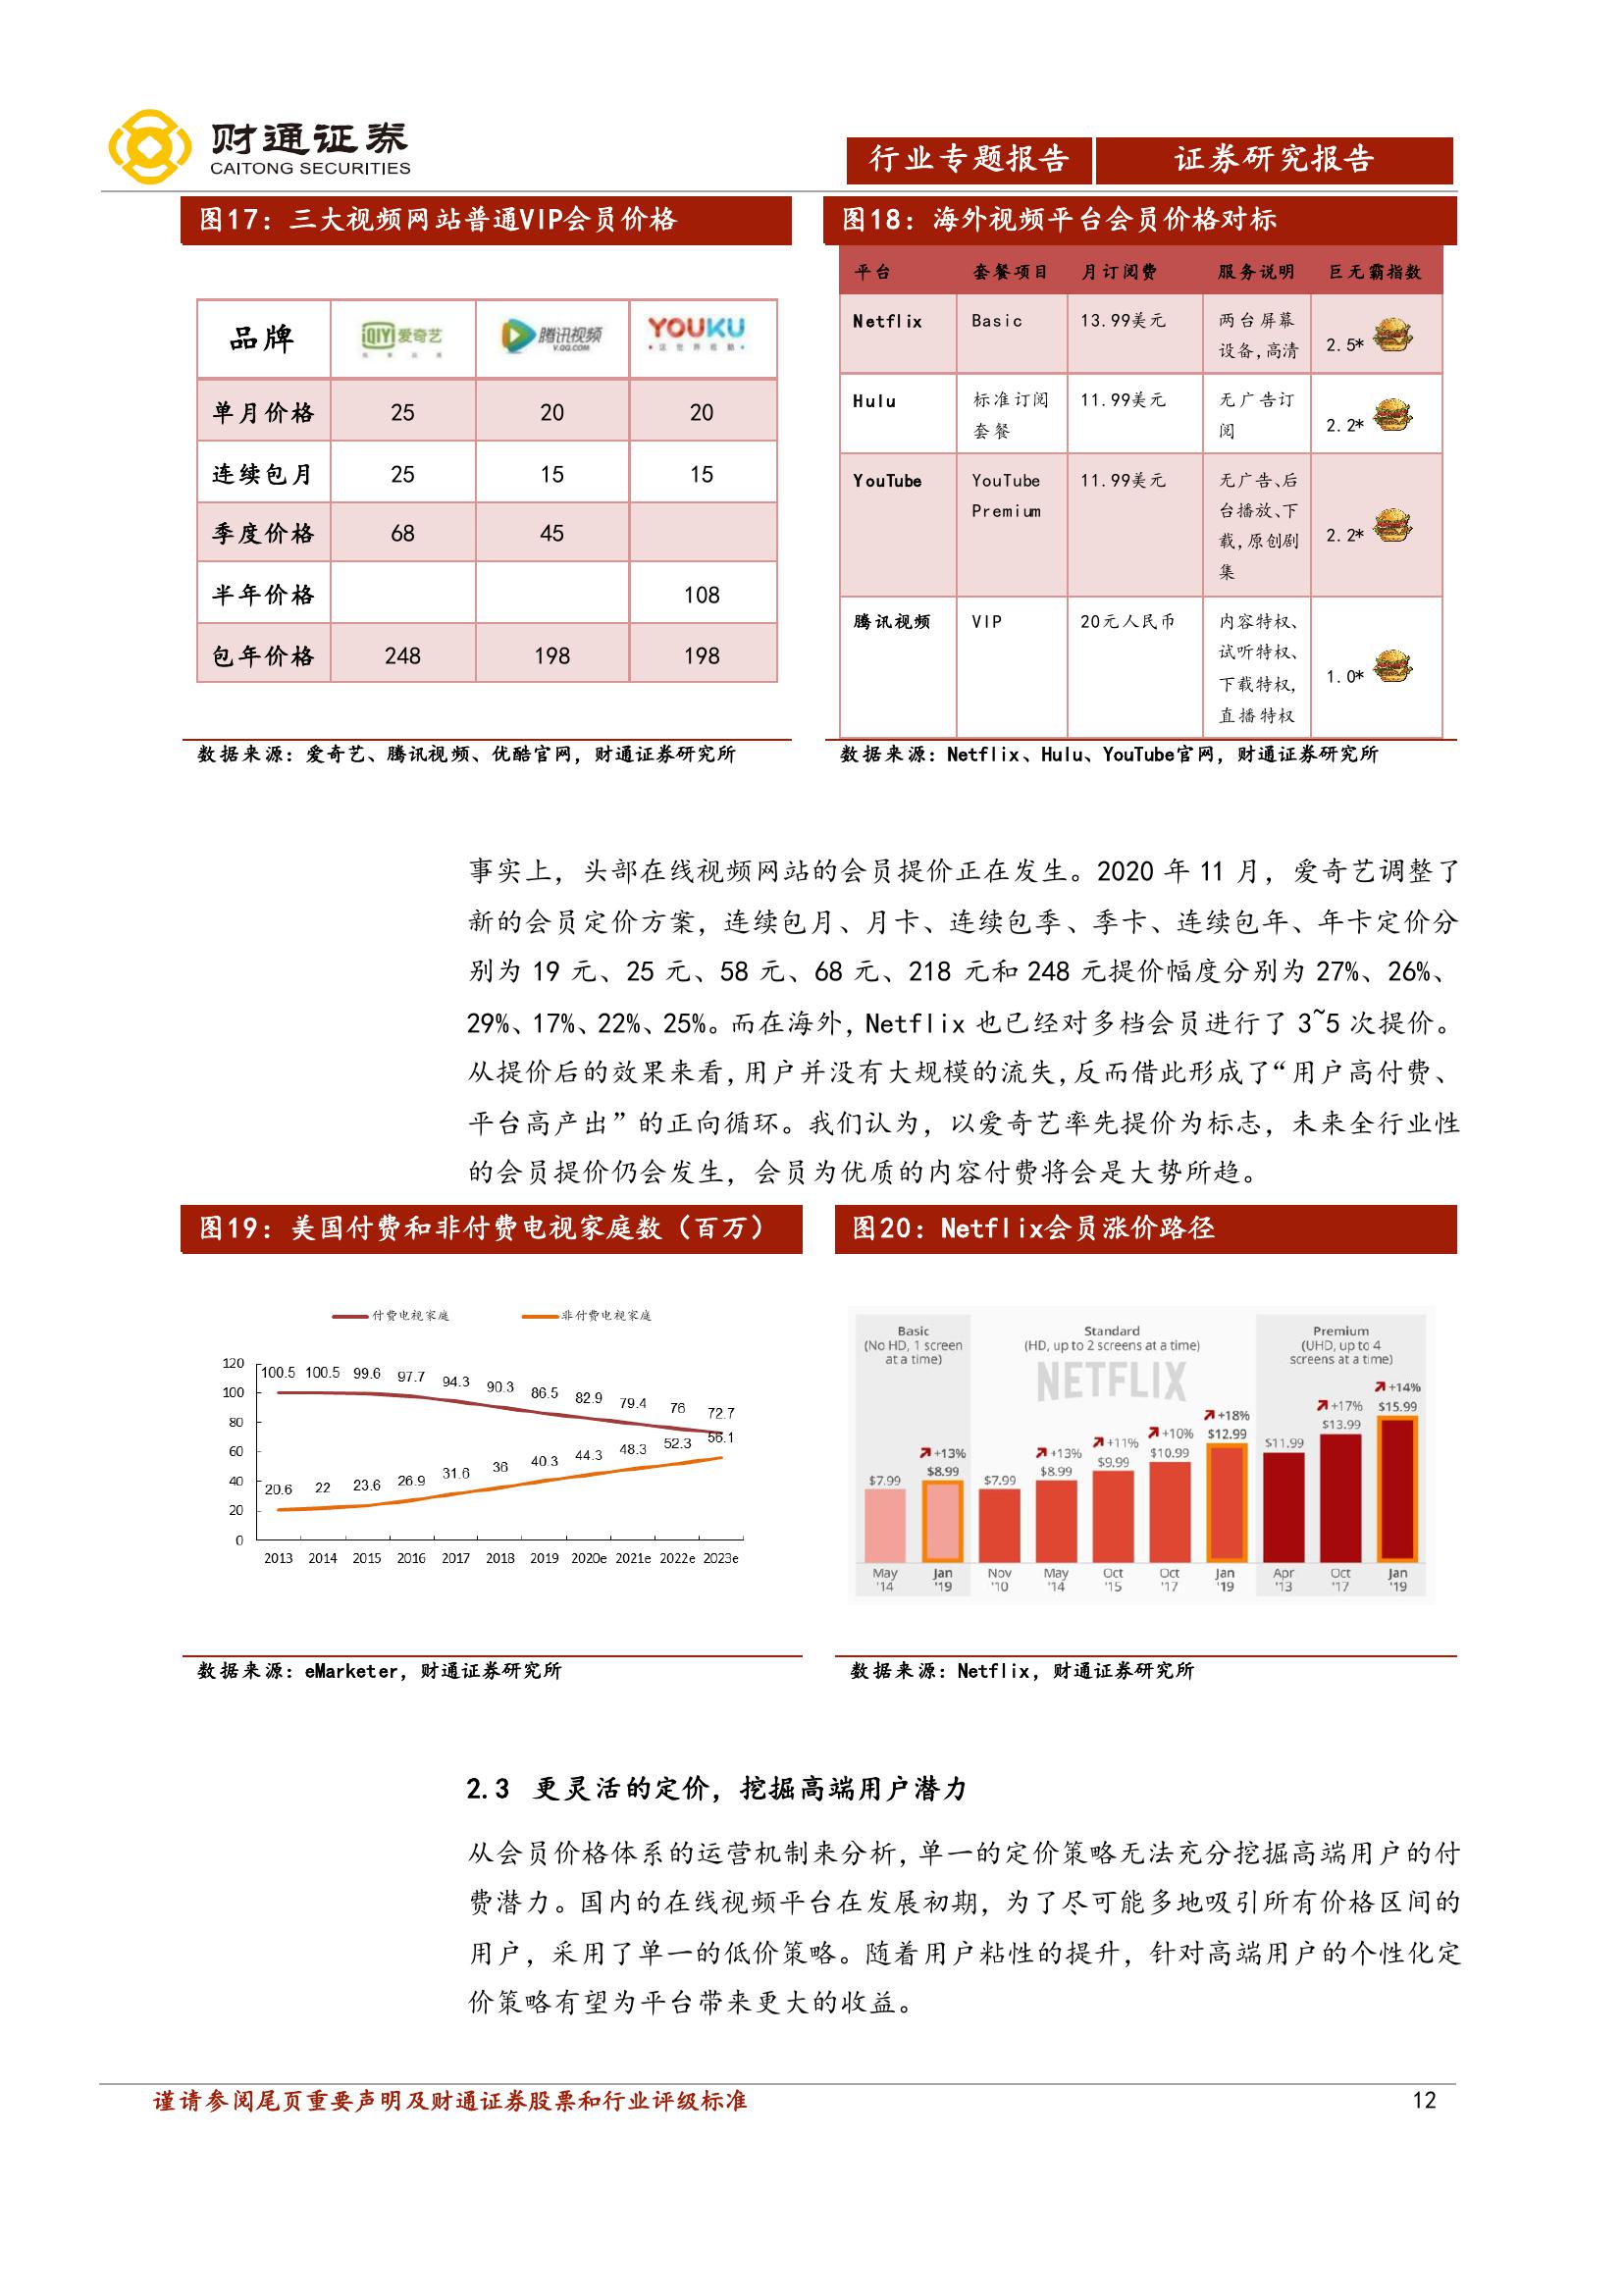 财通证券
CAITONG SECURITIES
行业专题报告 证券研究报告
图17：三大视频网站普通VIP会员价格
品牌 iQIYI 爱奇艺 腾讯视频 V.QQ.COM YOUKU
单月价格 25 20 20
连续包月 25 15 15
季度价格 68 45
半年价格 108
包年价格 248 198 198
数据来源：爱奇艺、腾讯视频、优酷官网，财通证券研究所
图18：海外视频平台会员价格对标
平台 套餐项目 月订阅费 服务说明 巨无霸指数
Netflix Basic 13.99美元 两台屏幕
设备，高清 2.5*
Hulu 标准订阅 11.99美元 无广告订
套餐 阅 2.2*
YouTube YouTube 11.99美元 无广告、后
Premium 台播放、下
载，原创剧 2.2*
集
腾讯视频 VIP 20元人民币 内容特权、
试听特权、
下载特权， 1.0*
直播特权
数据来源：Netflix、Hulu、YouTube官网，财通证券研究所
事实上，头部在线视频网站的会员提价正在发生。2020 年 11 月，爱奇艺调整了
新的会员定价方案，连续包月、月卡、连续包季、季卡、连续包年、年卡定价分
别为 19 元、25 元、58 元、68 元、218 元和 248 元提价幅度分别为 27%、26%、
29%、17%、22%、25%。而在海外，Netflix 也已经对多档会员进行了 3~5 次提价。
从提价后的效果来看，用户并没有大规模的流失，反而借此形成了“用户高付费、
平台高产出”的正向循环。我们认为，以爱奇艺率先提价为标志，未来全行业性
的会员提价仍会发生，会员为优质的内容付费将会是大势所趋。
图19：美国付费和非付费电视家庭数（百万）
付费电视家庭 非付费电视家庭
120
100
80
60
40
20
0
100.5 100.5 99.6 97.7 94.3 90.3 86.5 82.9 79.4 76 72.7
20.6 22 23.6 26.9 31.6 36 40.3 44.3 48.3 52.3 56.1
2013 2014 2015 2016 2017 2018 2019 2020e 2021e 2022e 2023e
数据来源：eMarketer，财通证券研究所
图20：Netflix会员涨价路径
Basic
(No HD, 1 screen
at a time)
Standard
(HD, up to 2 screens at a time)
NETFLIX
Premium
(UHD, up to 4
screens at a time)
+13% +13% +11% +10% +18% +17% +14%
$7.99 $8.99 $7.99 $8.99 $9.99 $10.99 $12.99 $11.99 $13.99 $15.99
May Jan Nov May Oct Oct Jan Apr Oct Jan
'14 '19 '10 '14 '15 '17 '19 '13 '17 '19
数据来源：Netflix，财通证券研究所
2.3 更灵活的定价，挖掘高端用户潜力
从会员价格体系的运营机制来分析，单一的定价策略无法充分挖掘高端用户的付
费潜力。国内的在线视频平台在发展初期，为了尽可能多地吸引所有价格区间的
用户，采用了单一的低价策略。随着用户粘性的提升，针对高端用户的个性化定
价策略有望为平台带来更大的收益。
谨请参阅尾页重要声明及财通证券股票和行业评级标准 12